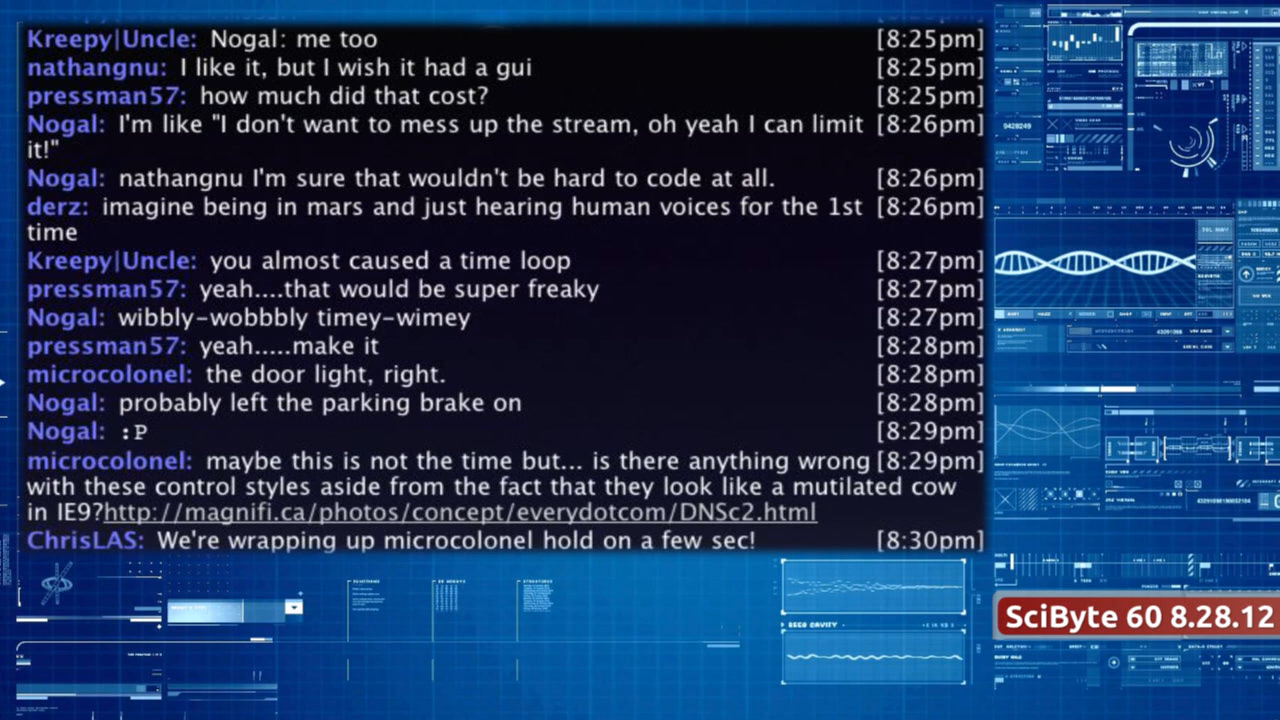 Kreepy|Uncle: Nogal: me too [8:25pm]
nathangnu: I like it, but I wish it had a gui [8:25pm]
pressman57: how much did that cost? [8:25pm]
Nogal: I'm like "I don't want to mess up the stream, oh yeah I can limit [8:26pm]
it!"
Nogal: nathangnu I'm sure that wouldn't be hard to code at all. [8:26pm]
derz: imagine being in mars and just hearing human voices for the 1st [8:26pm]
time
Kreepy|Uncle: you almost caused a time loop [8:27pm]
pressman57: yeah....that would be super freaky [8:27pm]
Nogal: wibbly-wobbbly timey-wimey [8:27pm]
pressman57: yeah.....make it [8:28pm]
microcolonel: the door light, right. [8:28pm]
Nogal: probably left the parking brake on [8:28pm]
Nogal: :P [8:29pm]
microcolonel: maybe this is not the time but... is there anything wrong [8:29pm]
with these control styles aside from the fact that they look like a mutilated cow
in IE9?http://magnifi.ca/photos/concept/everydotcom/DNSc2.html
ChrisLAS: We're wrapping up microcolonel hold on a few sec! [8:30pm]
9428249
SECO CAVITY
SciByte 60 8.28.12